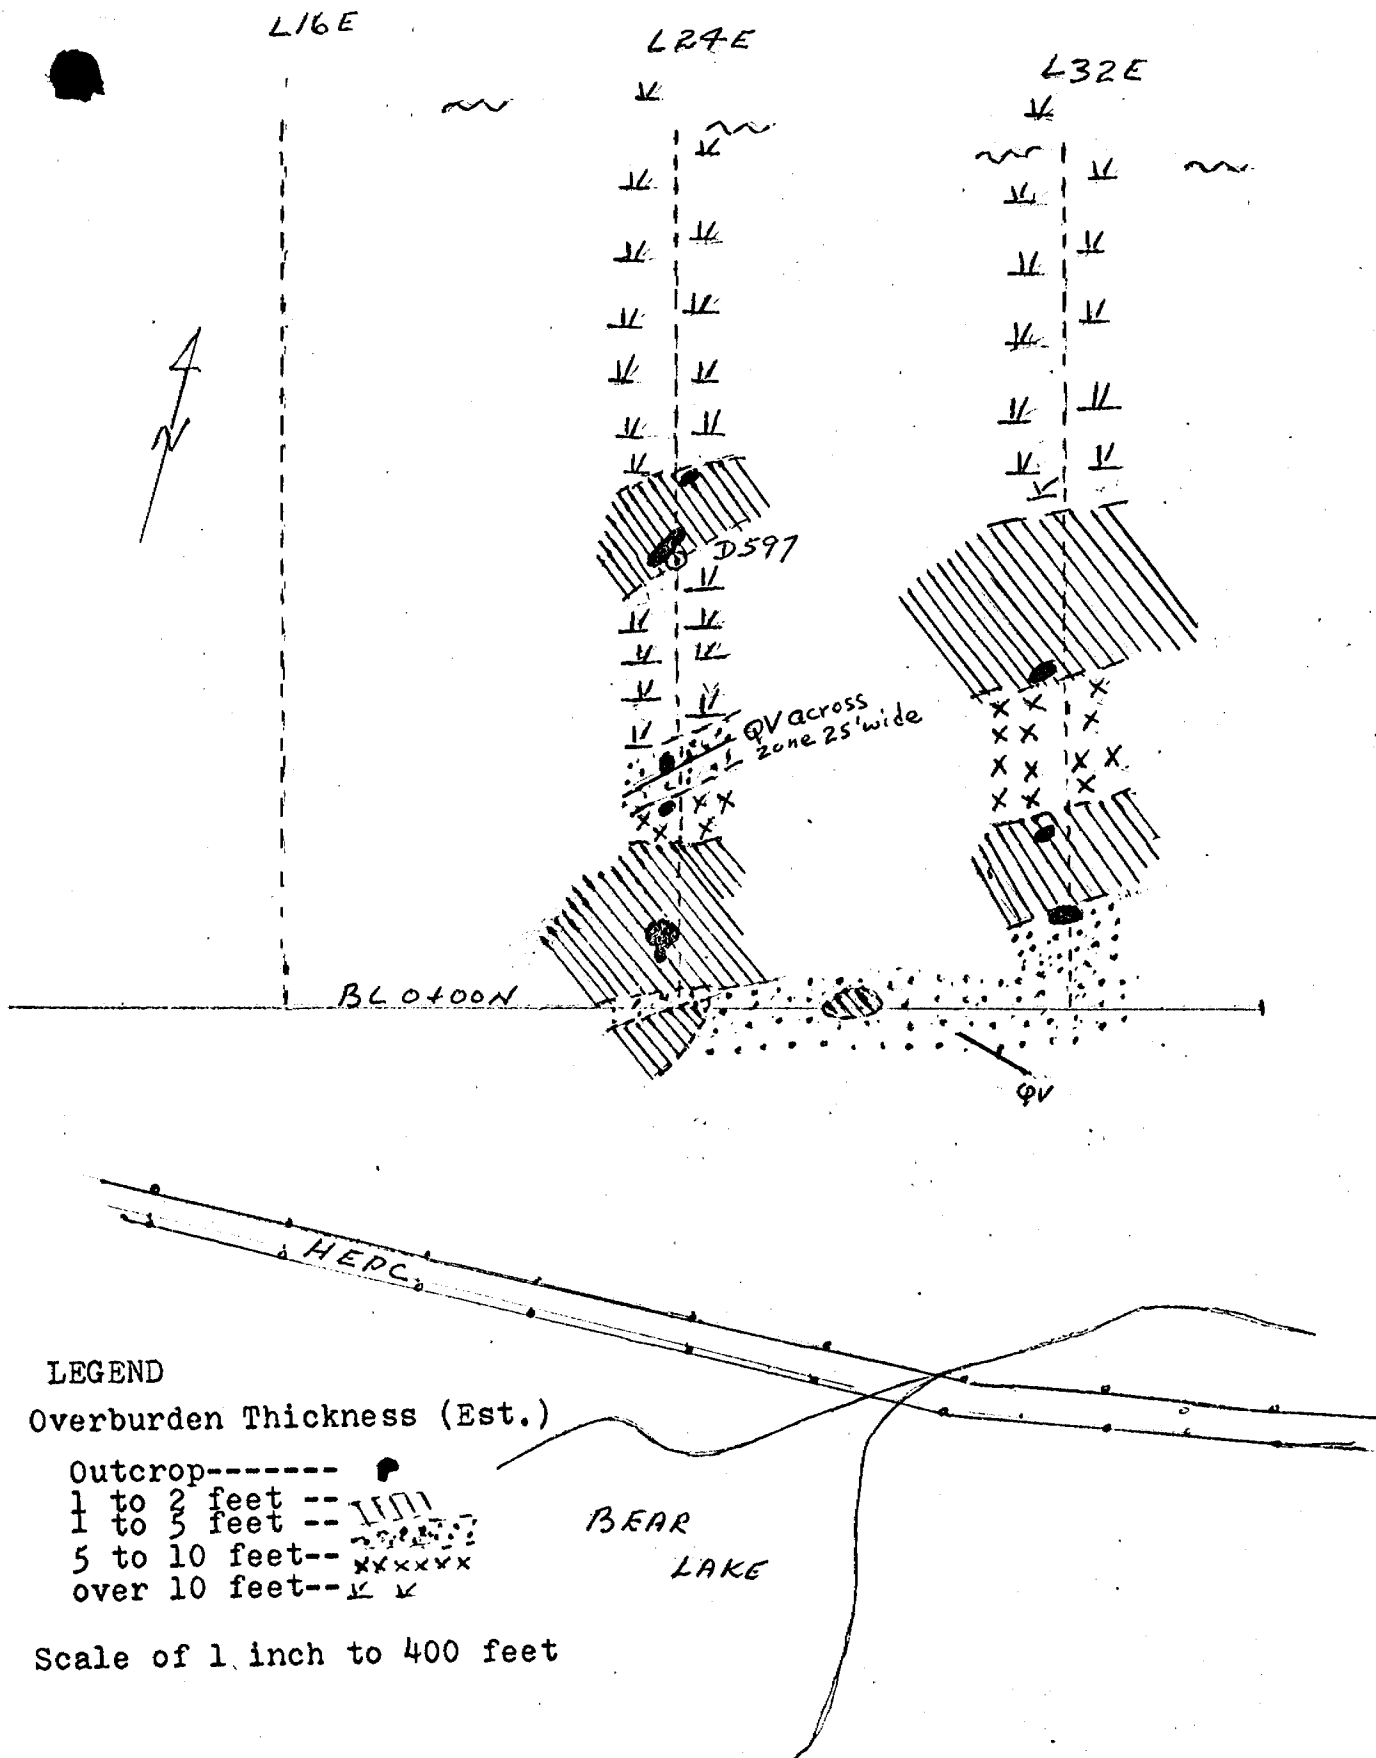 L16E
L24E
L32E
N
D597
QV across
zone 25' wide
BL 0+00N
QV
HEPC.
LEGEND
Overburden Thickness (Est.)
Outcrop-------
1 to 2 feet --
1 to 5 feet --
5 to 10 feet--
over 10 feet--
BEAR
LAKE
Scale of 1 inch to 400 feet